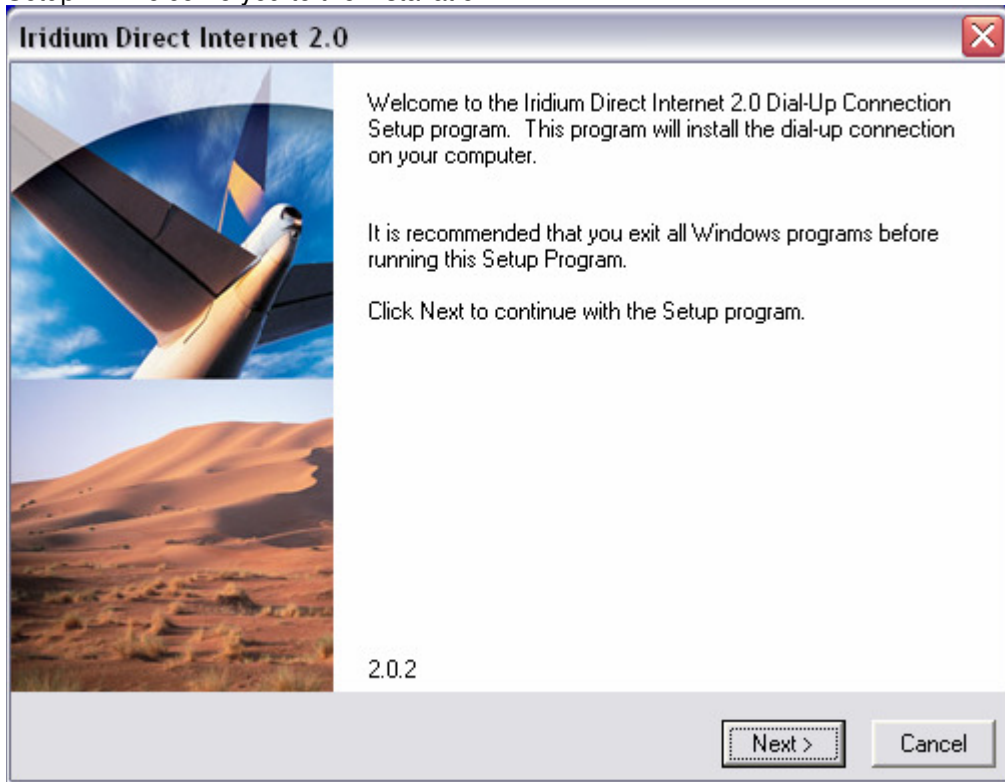 Iridium Direct Internet 2.0
Welcome to the Iridium Direct Internet 2.0 Dial-Up Connection
Setup program. This program will install the dial-up connection
on your computer.
It is recommended that you exit all Windows programs before
running this Setup Program.
Click Next to continue with the Setup program.
2.0.2
Next >
Cancel